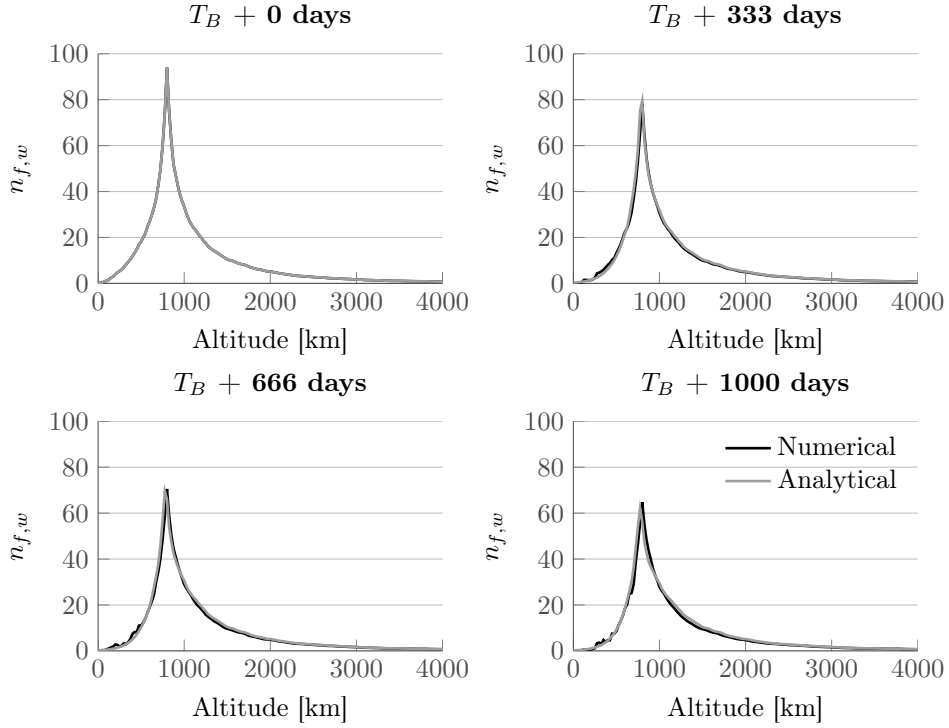 T_B + 0 days
100
80
60
40
20
0
n_{f,w}
0 1000 2000 3000 4000
Altitude [km]
T_B + 333 days
100
80
60
40
20
0
n_{f,w}
0 1000 2000 3000 4000
Altitude [km]
T_B + 666 days
100
80
60
40
20
0
n_{f,w}
0 1000 2000 3000 4000
Altitude [km]
T_B + 1000 days
100
80
60
40
20
0
n_{f,w}
0 1000 2000 3000 4000
Altitude [km]
Numerical
Analytical